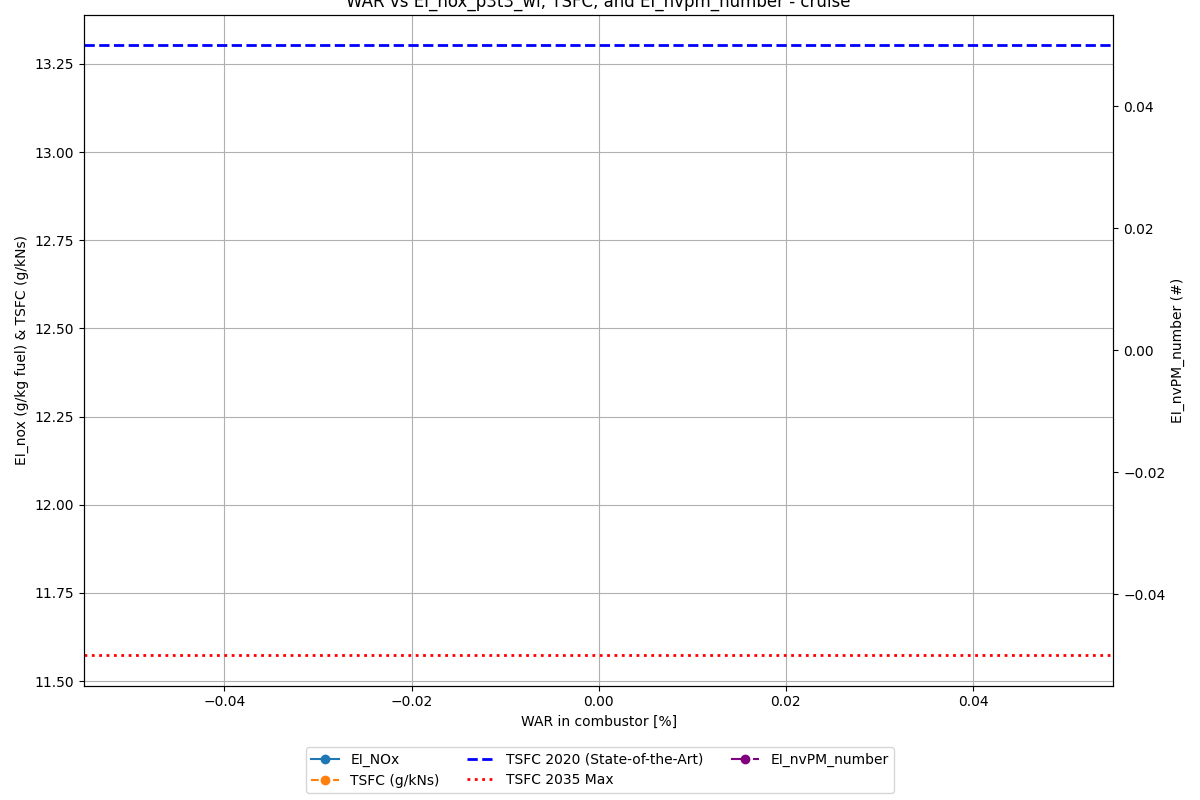 WAR vs EI_nox_p3t3_wi, TSFC, and EI_nvpm_number - cruise
EI_nox (g/kg fuel) & TSFC (g/kNs)
13.25
13.00
12.75
12.50
12.25
12.00
11.75
11.50
0.04
0.02
0.00
−0.02
−0.04
EI_nvPM_number (#)
−0.04
−0.02
0.00
0.02
0.04
WAR in combustor [%]
EI_NOx
TSFC (g/kNs)
TSFC 2020 (State-of-the-Art)
TSFC 2035 Max
EI_nvPM_number